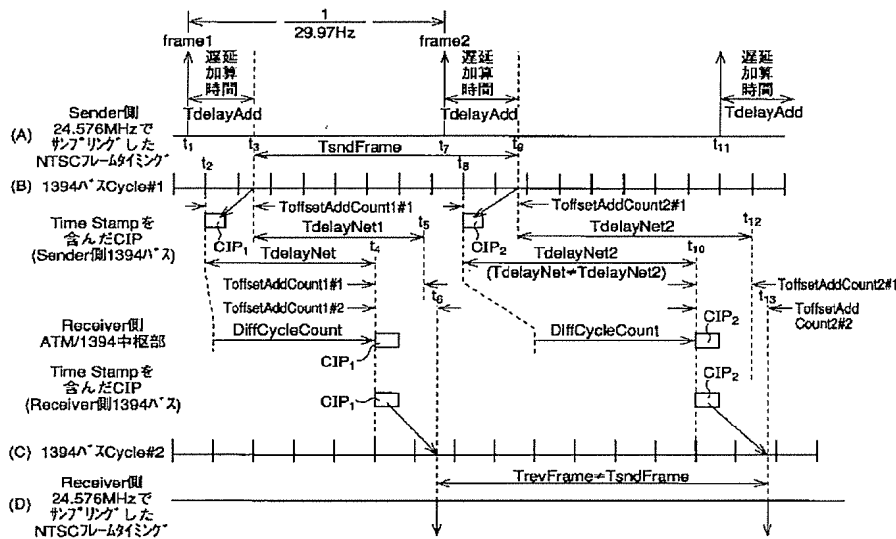 1
29.97Hz
frame1
frame2
遅延
加算
時間
TdelayAdd
遅延
加算
時間
TdelayAdd
遅延
加算
時間
TdelayAdd
(A)
Sender側
24.576MHzで
ｻﾝﾌﾟﾘﾝｸﾞした
NTSCﾌﾚｰﾑﾀｲﾐﾝｸﾞ
t1
t3
t7
t9
t11
TsndFrame
t2
t8
(B) 1394ﾊﾞｽCycle#1
ToffsetAddCount1#1
ToffsetAddCount2#1
Time Stampを
含んだCIP
(Sender側1394ﾊﾞｽ)
CIP1
TdelayNet1
t5
CIP2
TdelayNet2
t12
TdelayNet
t4
TdelayNet2
(TdelayNet≠TdelayNet2)
t10
ToffsetAddCount1#1
ToffsetAddCount2#1
ToffsetAddCount1#2
t6
t13
ToffsetAdd
Count2#2
Receiver側
ATM/1394中枢部
DiffCycleCount
CIP1
DiffCycleCount
CIP2
Time Stampを
含んだCIP
(Receiver側1394ﾊﾞｽ)
CIP1
CIP2
(C) 1394ﾊﾞｽCycle#2
TrevFrame≠TsndFrame
(D)
Receiver側
24.576MHzで
ｻﾝﾌﾟﾘﾝｸﾞした
NTSCﾌﾚｰﾑﾀｲﾐﾝｸﾞ